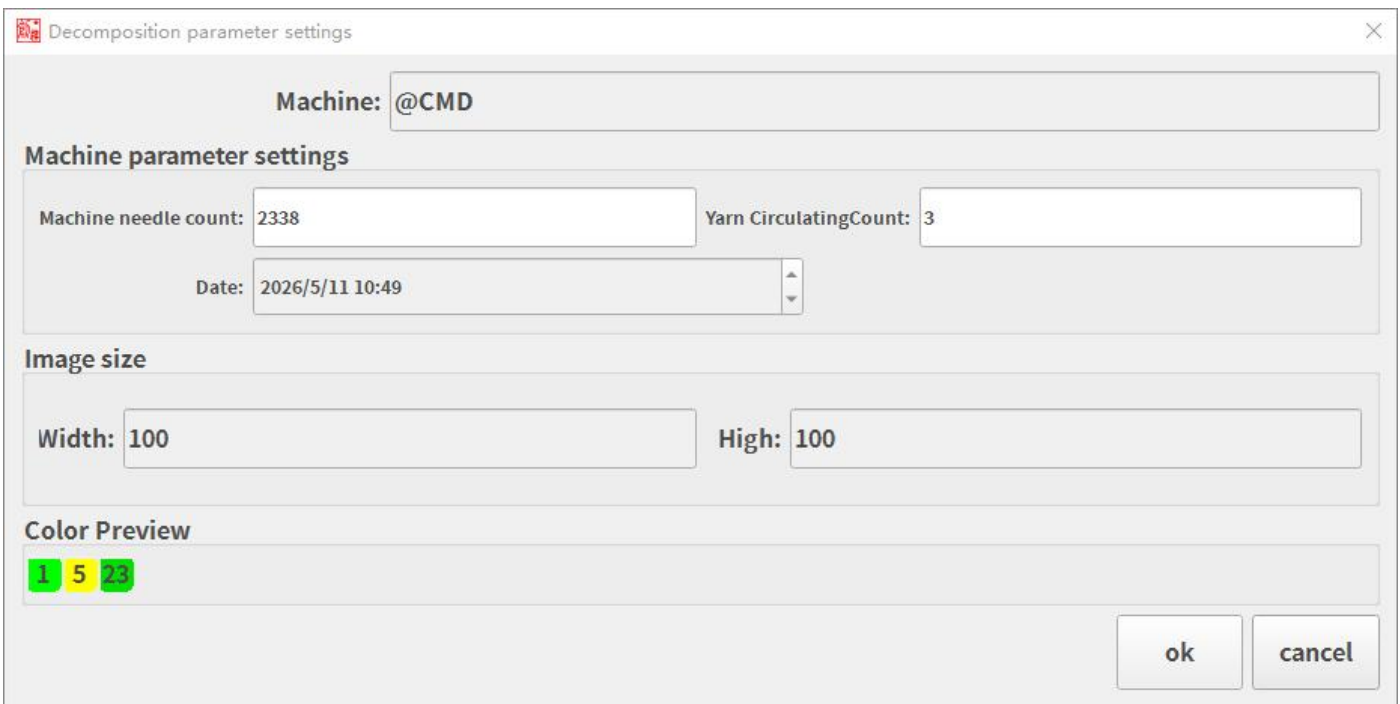 Decomposition parameter settings
Machine: @CMD
Machine parameter settings
Machine needle count: 2338 Yarn CirculatingCount: 3
Date: 2026/5/11 10:49
Image size
Width: 100 High: 100
Color Preview
1 5 23
ok cancel